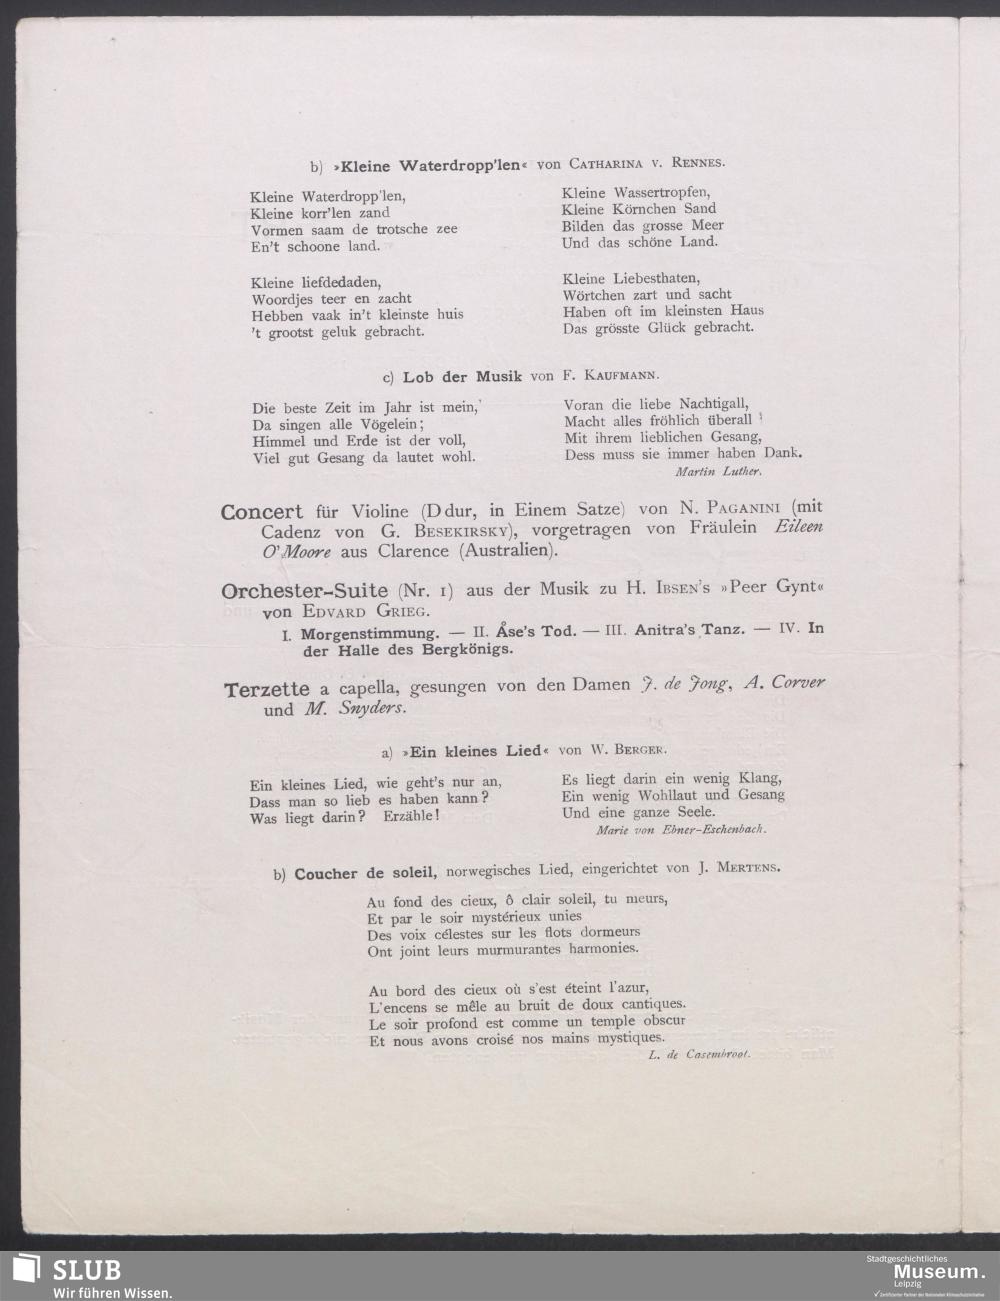 b) »Kleine Waterdropp'len« von Catharina v. Rennes.
Kleine Waterdropp'len,
Kleine korr'len zand
Vormen saam de trotsche zee
En't schoone land.
Kleine liefdedaden,
Woordjes teer en zacht
Hebben vaak in't kleinste huis
't grootst geluk gebracht.
Kleine Wassertropfen,
Kleine Körnchen Sand
Bilden das grosse Meer
Und das schöne Land.
Kleine Liebesthaten,
Wörtchen zart und sacht
Haben oft im kleinsten Haus
Das grösste Glück gebracht.
c) Lob der Musik von F. Kaufmann.
Die beste Zeit im Jahr ist mein,
Da singen alle Vögelein;
Himmel und Erde ist der voll,
Viel gut Gesang da lautet wohl.
Voran die liebe Nachtigall,
Macht alles fröhlich überall
Mit ihrem lieblichen Gesang,
Dess muss sie immer haben Dank.
Martin Luther.
Concert für Violine (Ddur, in Einem Satze) von N. Paganini (mit
Cadenz von G. Besekirsky), vorgetragen von Fräulein Eileen
O'Moore aus Clarence (Australien).
Orchester-Suite (Nr. 1) aus der Musik zu H. Ibsen's »Peer Gynt«
von Edvard Grieg.
I. Morgenstimmung. — II. Åse's Tod. — III. Anitra's Tanz. — IV. In
der Halle des Bergkönigs.
Terzette a capella, gesungen von den Damen J. de Jong, A. Corver
und M. Snyders.
a) »Ein kleines Lied« von W. Berger.
Ein kleines Lied, wie geht's nur an,
Dass man so lieb es haben kann?
Was liegt darin? Erzähle!
Es liegt darin ein wenig Klang,
Ein wenig Wohllaut und Gesang
Und eine ganze Seele.
Marie von Ebner-Eschenbach.
b) Coucher de soleil, norwegisches Lied, eingerichtet von J. Mertens.
Au fond des cieux, ô clair soleil, tu meurs,
Et par le soir mystérieux unies
Des voix célestes sur les flots dormeurs
Ont joint leurs murmurantes harmonies.
Au bord des cieux où s'est éteint l'azur,
L'encens se mêle au bruit de doux cantiques.
Le soir profond est comme un temple obscur
Et nous avons croisé nos mains mystiques.
L. de Casembroot.
SLUB
Wir führen Wissen.
Stadtgeschichtliches
Museum.
Leipzig
Zertifizierter Partner der Nationalen Klimaschutzinitiative